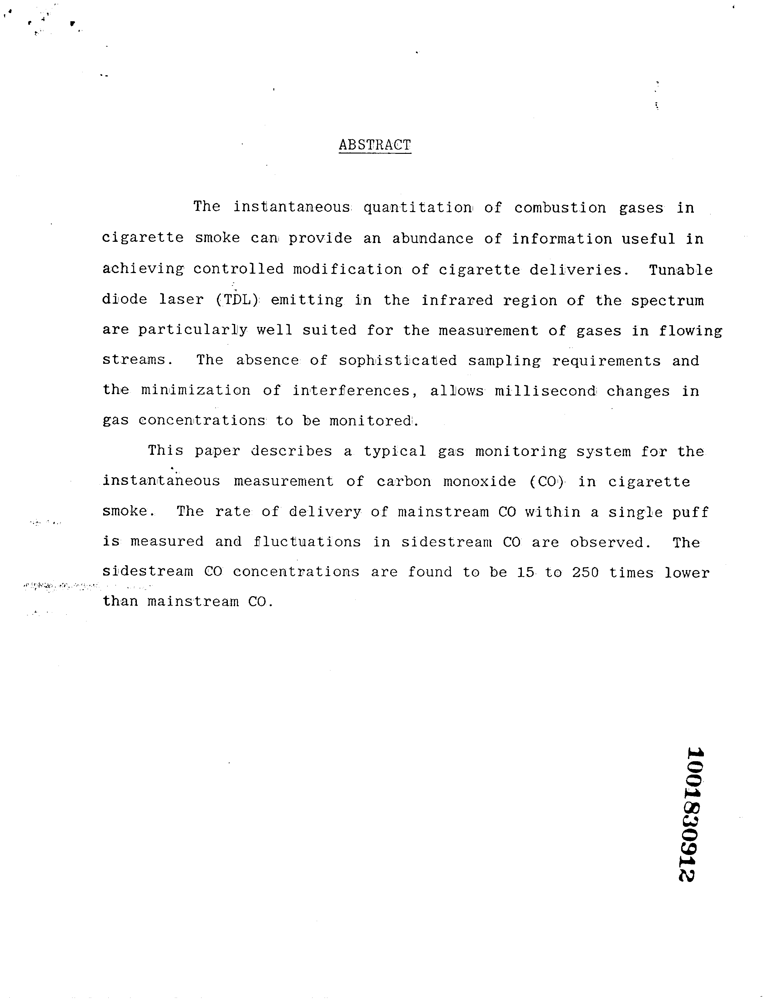 ABSTRACT
The instantaneous quantitation of combustion gases in
cigarette smoke can provide an abundance of information useful in
achieving controlled modification of cigarette deliveries. Tunable
diode laser (TDL) emitting in the infrared region of the spectrum
are particularly well suited for the measurement of gases in flowing
streams. The absence of sophisticated sampling requirements and
the minimization of interferences, allows millisecond changes in
gas concentrations to be monitored.
This paper describes a typical gas monitoring system for the
instantaneous measurement of carbon monoxide (CO) in cigarette
smoke. The rate of delivery of mainstream CO within a single puff
is measured and fluctuations in sidestream CO are observed. The
sidestream CO concentrations are found to be 15 to 250 times lower
than mainstream CO.
1001830912